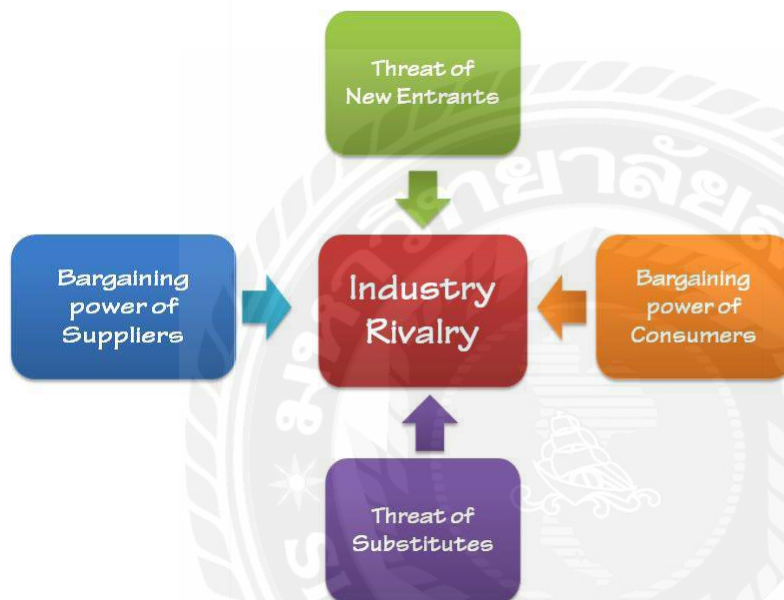 Threat of
New Entrants
Bargaining
power of
Suppliers
Industry
Rivalry
Bargaining
power of
Consumers
Threat of
Substitutes